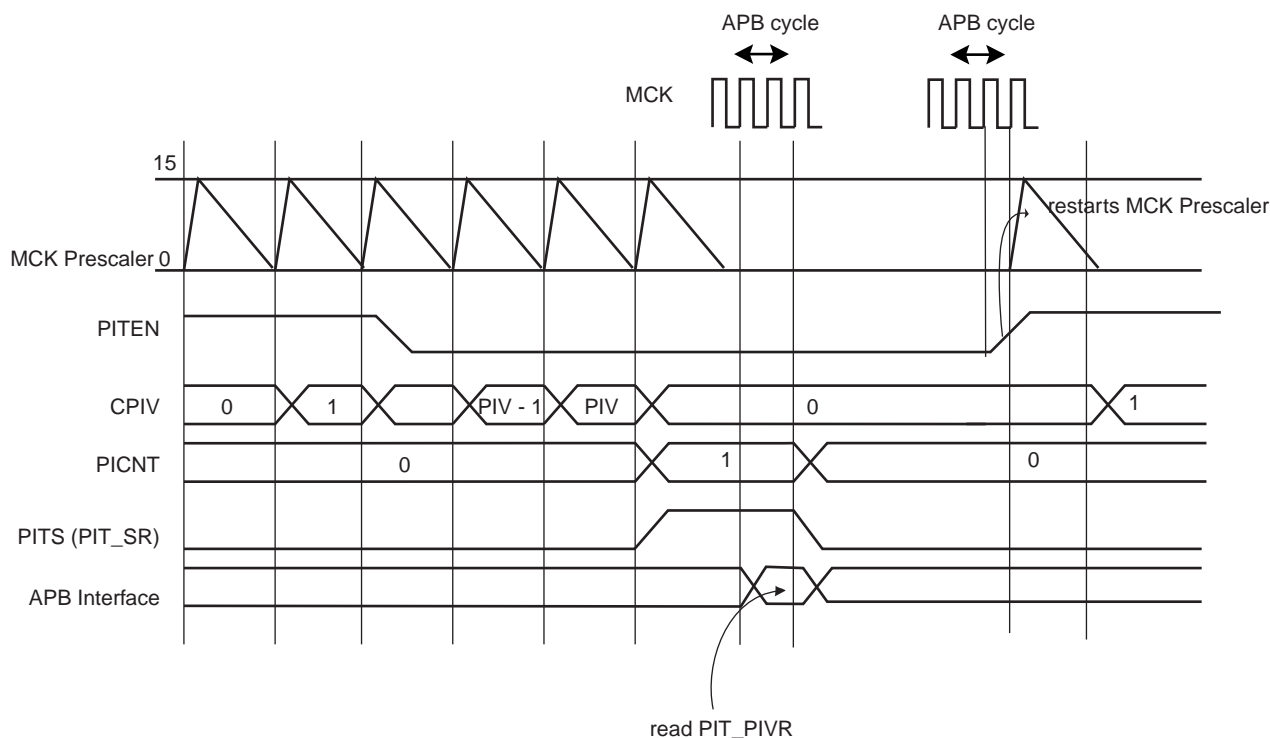 APB cycle APB cycle
MCK
15
restarts MCK Prescaler
MCK Prescaler 0
PITEN
CPIV 0 1 PIV - 1 PIV 0 1
PICNT 0 1 0
PITS (PIT_SR)
APB Interface
read PIT_PIVR